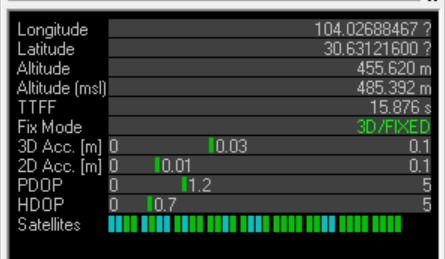 Longitude 104.02688467 ?
Latitude 30.63121600 ?
Altitude 455.620 m
Altitude (msl) 485.392 m
TTFF 15.876 s
Fix Mode 3D/FIXED
3D Acc. [m] 0 0.03 0.1
2D Acc. [m] 0 0.01 0.1
PDOP 0 1.2 5
HDOP 0 0.7 5
Satellites